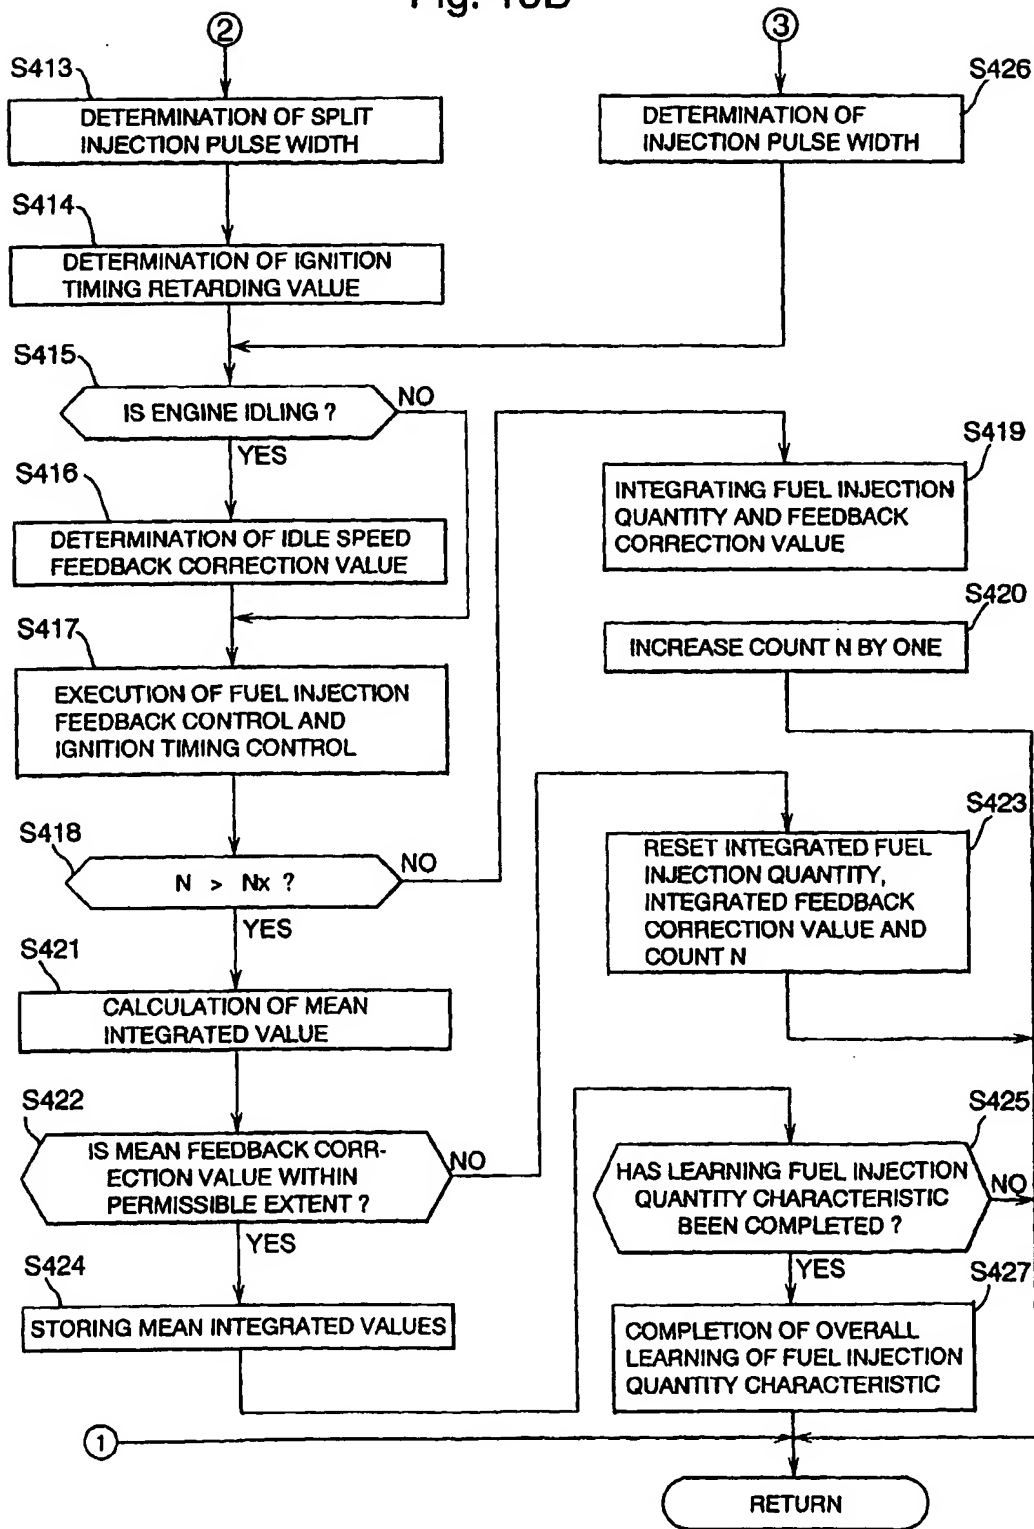 ②
③
S413
DETERMINATION OF SPLIT
INJECTION PULSE WIDTH
S426
DETERMINATION OF
INJECTION PULSE WIDTH
S414
DETERMINATION OF IGNITION
TIMING RETARDING VALUE
S415
IS ENGINE IDLING ?
NO
YES
S416
DETERMINATION OF IDLE SPEED
FEEDBACK CORRECTION VALUE
S419
INTEGRATING FUEL INJECTION
QUANTITY AND FEEDBACK
CORRECTION VALUE
S417
EXECUTION OF FUEL INJECTION
FEEDBACK CONTROL AND
IGNITION TIMING CONTROL
S420
INCREASE COUNT N BY ONE
S418
N > Nx ?
NO
YES
S423
RESET INTEGRATED FUEL
INJECTION QUANTITY,
INTEGRATED FEEDBACK
CORRECTION VALUE AND
COUNT N
S421
CALCULATION OF MEAN
INTEGRATED VALUE
S422
IS MEAN FEEDBACK CORR-
ECTION VALUE WITHIN
PERMISSIBLE EXTENT ?
NO
YES
S425
HAS LEARNING FUEL INJECTION
QUANTITY CHARACTERISTIC
BEEN COMPLETED ?
NO
YES
S424
STORING MEAN INTEGRATED VALUES
S427
COMPLETION OF OVERALL
LEARNING OF FUEL INJECTION
QUANTITY CHARACTERISTIC
①
RETURN